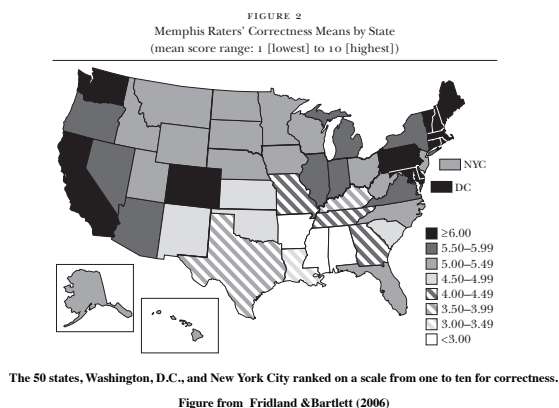 FIGURE 2
Memphis Raters' Correctness Means by State
(mean score range: 1 [lowest] to 10 [highest])
NYC
DC
≥6.00
5.50–5.99
5.00–5.49
4.50–4.99
4.00–4.49
3.50–3.99
3.00–3.49
<3.00
The 50 states, Washington, D.C., and New York City ranked on a scale from one to ten for correctness.
Figure from Fridland &Bartlett (2006)